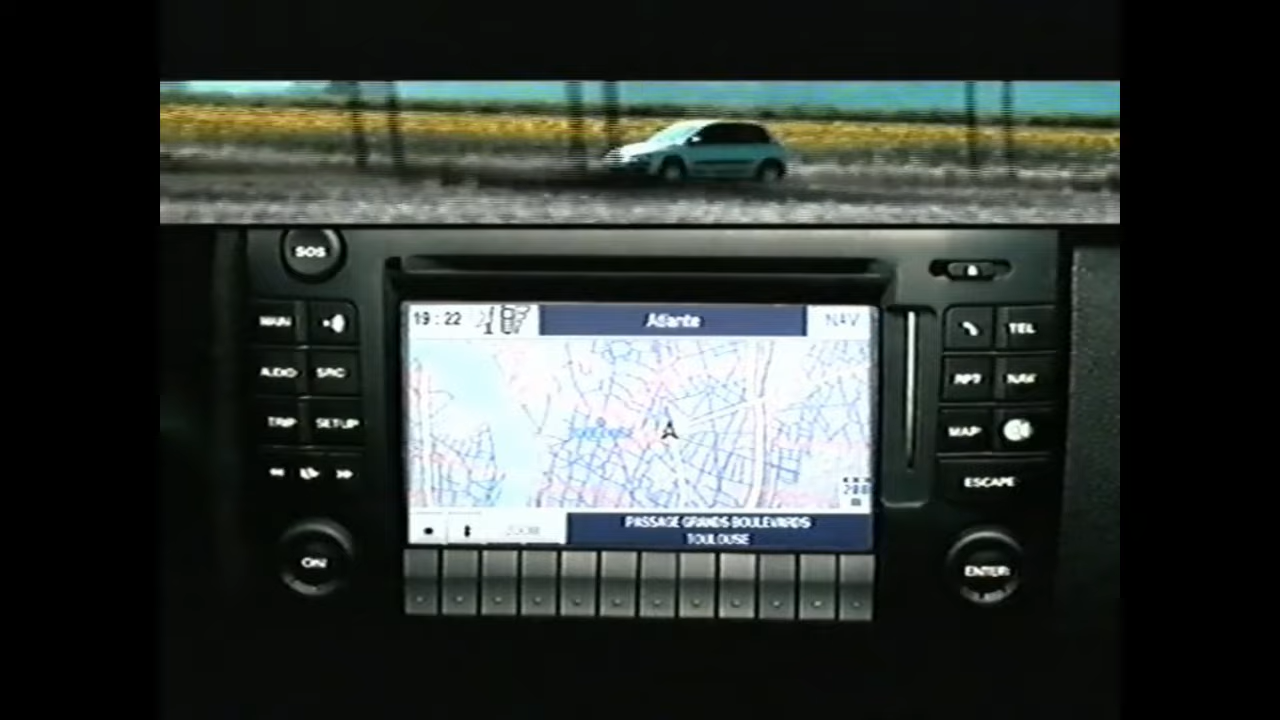 SOS
19:22
Atlante
NAV
MAIN
TEL
AUDIO SRC
RPT NAV
TRIP SETUP
MAP
ESCAPE
ZOOM
PASSAGE GRANDS BOULEVARDS
TOULOUSE
ON
ENTER